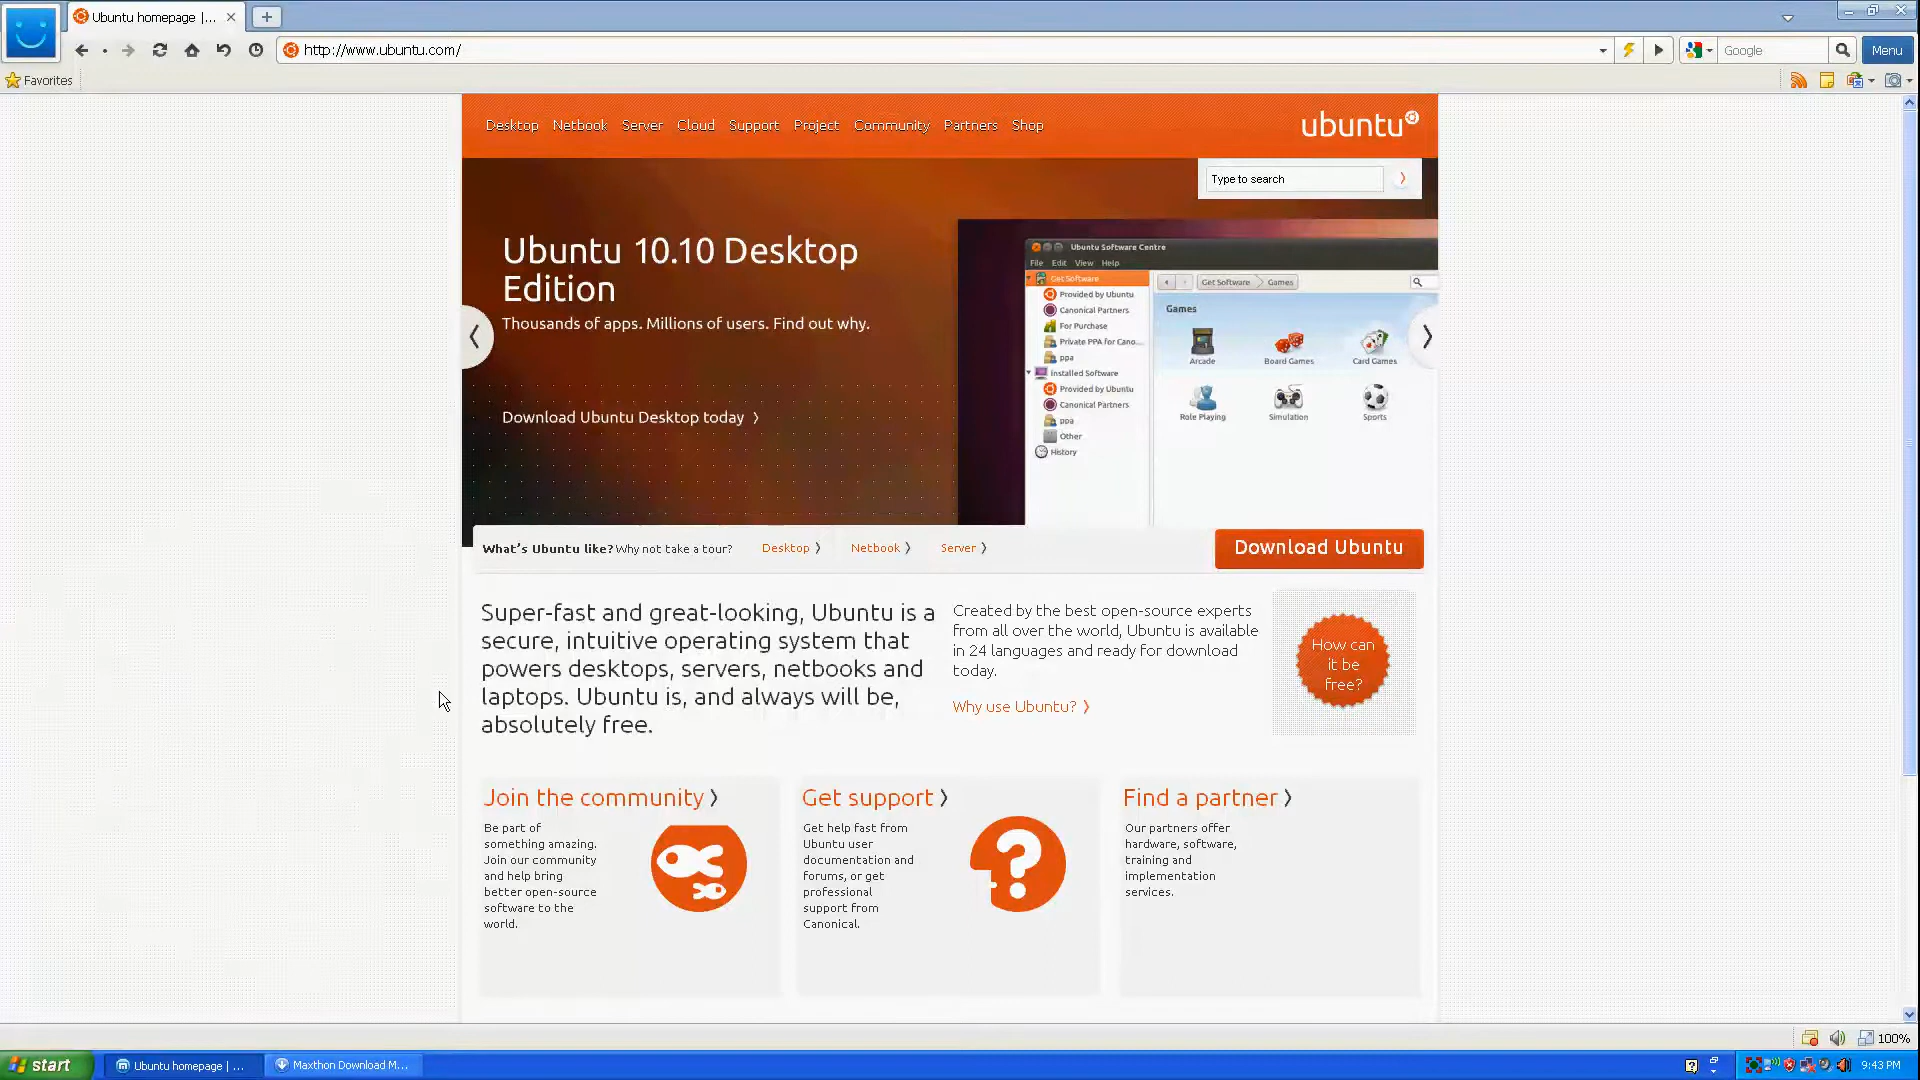 Ubuntu homepage |...
http://www.ubuntu.com/
Google
Menu
Favorites
Desktop Netbook Server Cloud Support Project Community Partners Shop
ubuntu
Type to search
Ubuntu 10.10 Desktop
Edition
Thousands of apps. Millions of users. Find out why.
Download Ubuntu Desktop today 〉
Ubuntu Software Centre
File Edit View Help
Get Software
Provided by Ubuntu
Canonical Partners
For Purchase
Private PPA for Cano...
ppa
Installed Software
Provided by Ubuntu
Canonical Partners
ppa
Other
History
Get Software Games
Games
Arcade Board Games Card Games
Role Playing Simulation Sports
What's Ubuntu like? Why not take a tour? Desktop 〉 Netbook 〉 Server 〉
Download Ubuntu
Super-fast and great-looking, Ubuntu is a
secure, intuitive operating system that
powers desktops, servers, netbooks and
laptops. Ubuntu is, and always will be,
absolutely free.
Created by the best open-source experts
from all over the world, Ubuntu is available
in 24 languages and ready for download
today.
Why use Ubuntu? 〉
How can
it be
free?
Join the community 〉
Be part of
something amazing.
Join our community
and help bring
better open-source
software to the
world.
Get support 〉
Get help fast from
Ubuntu user
documentation and
forums, or get
professional
support from
Canonical.
Find a partner 〉
Our partners offer
hardware, software,
training and
implementation
services.
100%
start
Ubuntu homepage | ...
Maxthon Download M...
9:43 PM